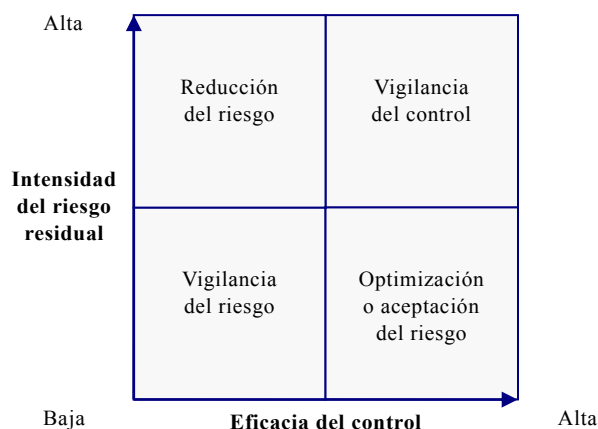 Alta
Reducción
del riesgo
Vigilancia
del control
Intensidad
del riesgo
residual
Vigilancia
del riesgo
Optimización
o aceptación
del riesgo
Baja
Eficacia del control
Alta